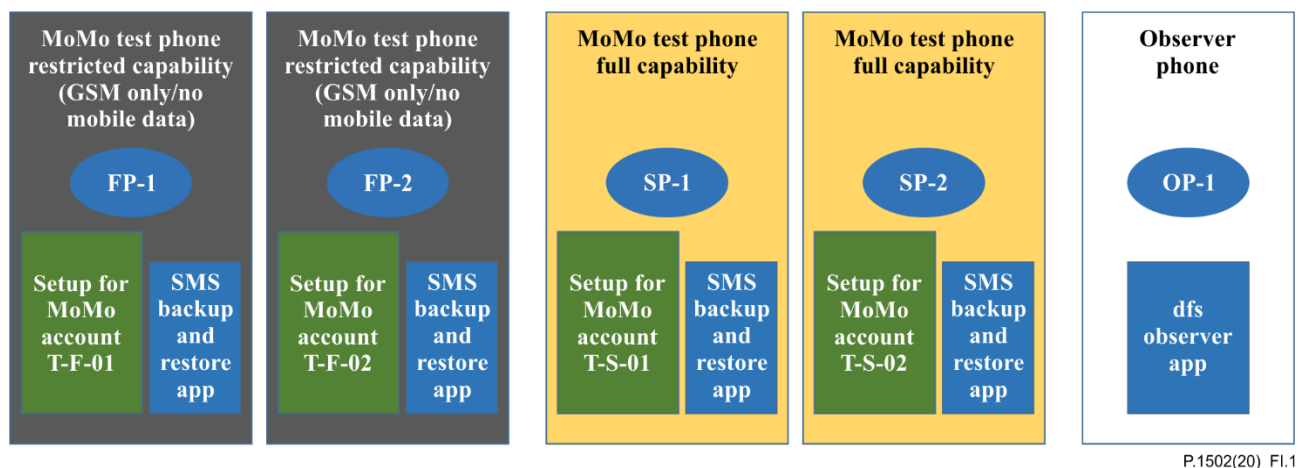 MoMo test phone
restricted capability
(GSM only/no
mobile data)
FP-1
Setup for
MoMo
account
T-F-01
SMS
backup
and
restore
app
MoMo test phone
restricted capability
(GSM only/no
mobile data)
FP-2
Setup for
MoMo
account
T-F-02
SMS
backup
and
restore
app
MoMo test phone
full capability
SP-1
Setup for
MoMo
account
T-S-01
SMS
backup
and
restore
app
MoMo test phone
full capability
SP-2
Setup for
MoMo
account
T-S-02
SMS
backup
and
restore
app
Observer
phone
OP-1
dfs
observer
app
P.1502(20)_FI.1